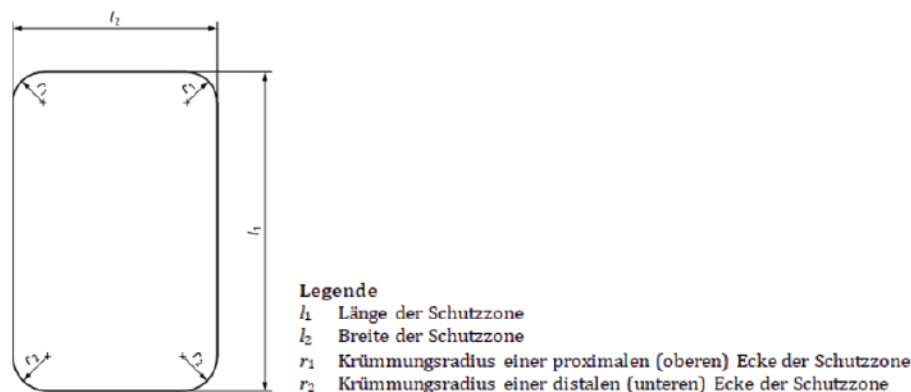 l₂
r₁
r₁
l₁
r₂
r₂
Legende
l₁ Länge der Schutzzone
l₂ Breite der Schutzzone
r₁ Krümmungsradius einer proximalen (oberen) Ecke der Schutzzone
r₂ Krümmungsradius einer distalen (unteren) Ecke der Schutzzone